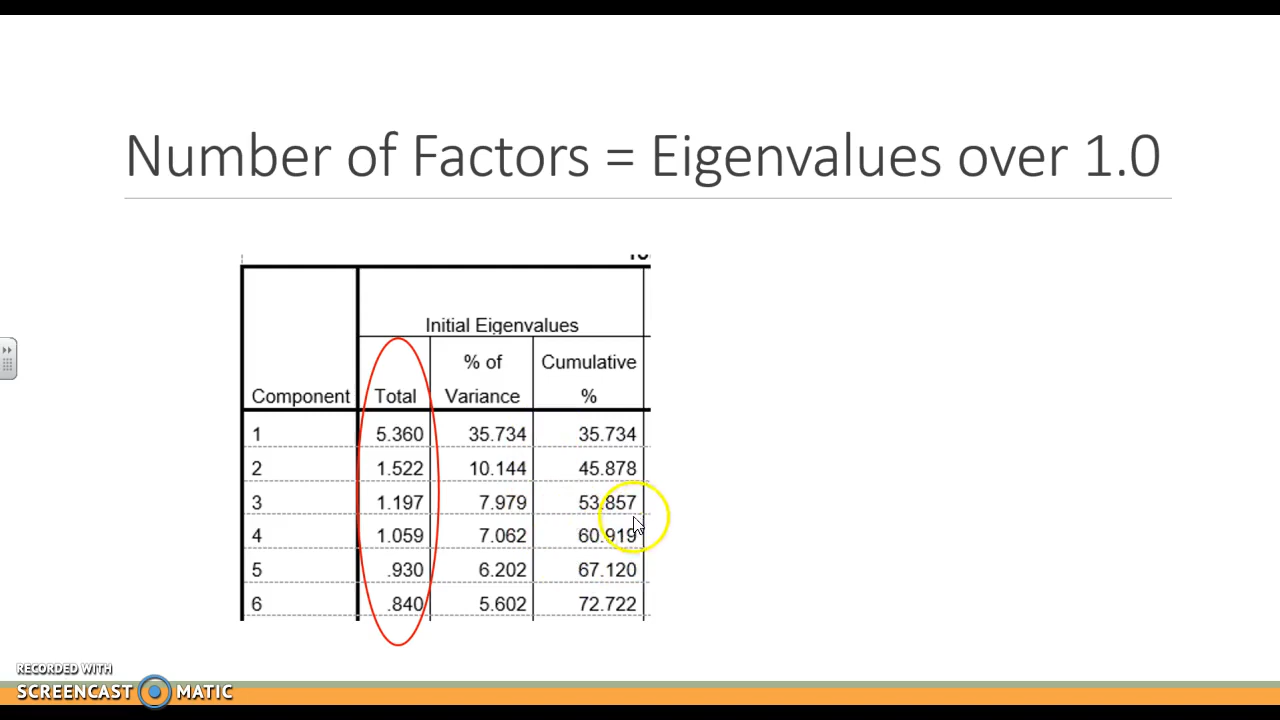 Number of Factors = Eigenvalues over 1.0
Initial Eigenvalues
Component Total % of Variance Cumulative %
1 5.360 35.734 35.734
2 1.522 10.144 45.878
3 1.197 7.979 53.857
4 1.059 7.062 60.919
5 .930 6.202 67.120
6 .840 5.602 72.722
RECORDED WITH
SCREENCAST MATIC